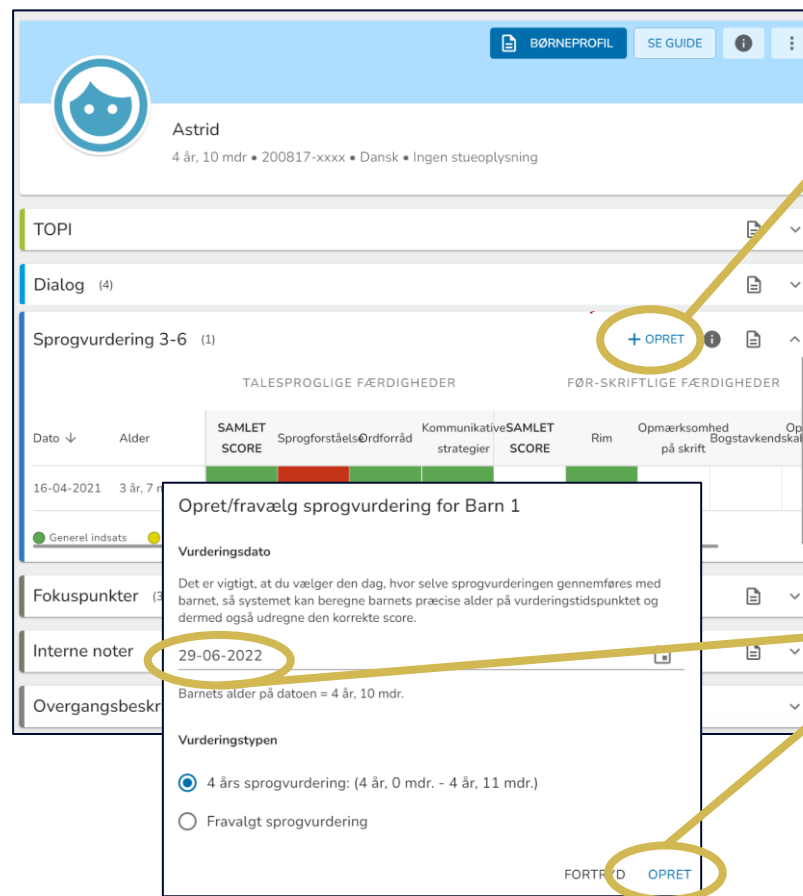 BØRNEPROFIL
SE GUIDE
Astrid
4 år, 10 mdr • 200817-xxxx • Dansk • Ingen stueoplysning
TOPI
Dialog (4)
Sprogvurdering 3-6 (1)
+ OPRET
TALESPROGLIGE FÆRDIGHEDER
FØR-SKRIFTLIGE FÆRDIGHEDER
Dato ↓ Alder SAMLET SCORE Sprogforståelse Ordforråd Kommunikative strategier SAMLET SCORE Rim Opmærksomhed på skrift
16-04-2021 3 år, 7
Generel indsats
Fokuspunkter
Interne noter
Opret/fravælg sprogvurdering for Barn 1
Vurderingsdato
Det er vigtigt, at du vælger den dag, hvor selve sprogvurderingen gennemføres med
barnet, så systemet kan beregne barnets præcise alder på vurderingstidspunktet og
dermed også udregne den korrekte score.
29-06-2022
Barnets alder på datoen = 4 år, 10 mdr.
Vurderingstypen
4 års sprogvurdering: (4 år, 0 mdr. - 4 år, 11 mdr.)
Fravalgt sprogvurdering
FORTRYD
OPRET